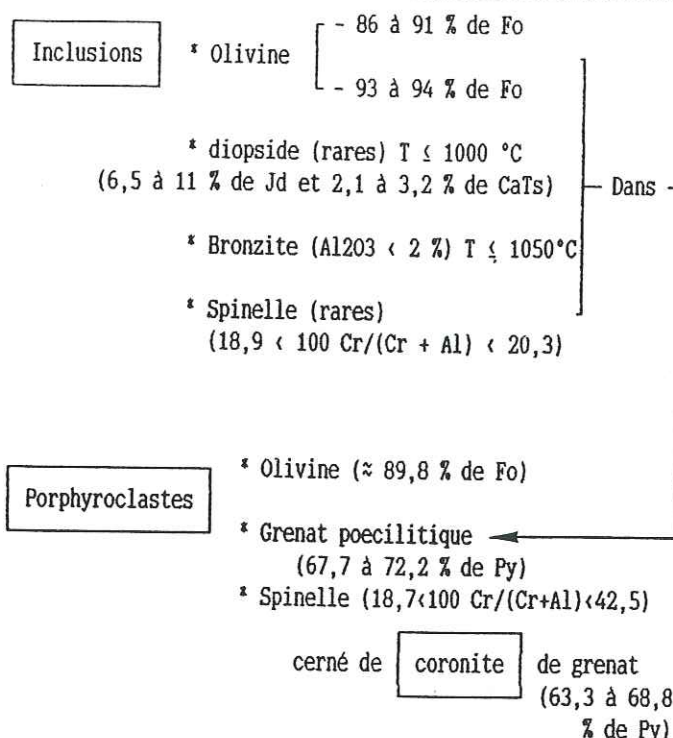 Inclusions
* Olivine
- 86 à 91 % de Fo
- 93 à 94 % de Fo
* diopside (rares) T ≤ 1000 °C
(6,5 à 11 % de Jd et 2,1 à 3,2 % de CaTs)
Dans
* Bronzite (Al2O3 < 2 %) T ≤ 1050°C
* Spinelle (rares)
(18,9 < 100 Cr/(Cr + Al) < 20,3)
Porphyroclastes
* Olivine (≈ 89,8 % de Fo)
* Grenat poecilitique
(67,7 à 72,2 % de Py)
* Spinelle (18,7<100 Cr/(Cr+Al)<42,5)
cerné de coronite de grenat
(63,3 à 68,8
% de Py)